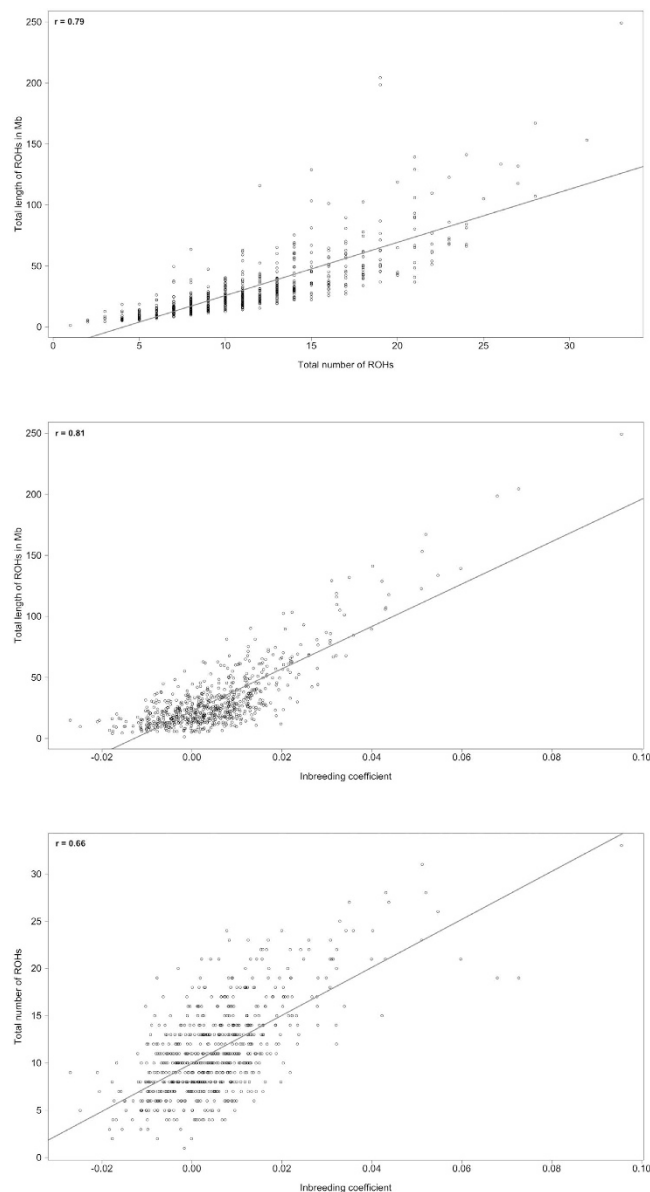 r = 0.79
250
200
150
100
50
0
Total length of ROHs in Mb
0 5 10 15 20 25 30
Total number of ROHs
r = 0.81
250
200
150
100
50
0
Total length of ROHs in Mb
-0.02 0.00 0.02 0.04 0.06 0.08 0.10
Inbreeding coefficient
r = 0.66
30
25
20
15
10
5
0
Total number of ROHs
-0.02 0.00 0.02 0.04 0.06 0.08 0.10
Inbreeding coefficient